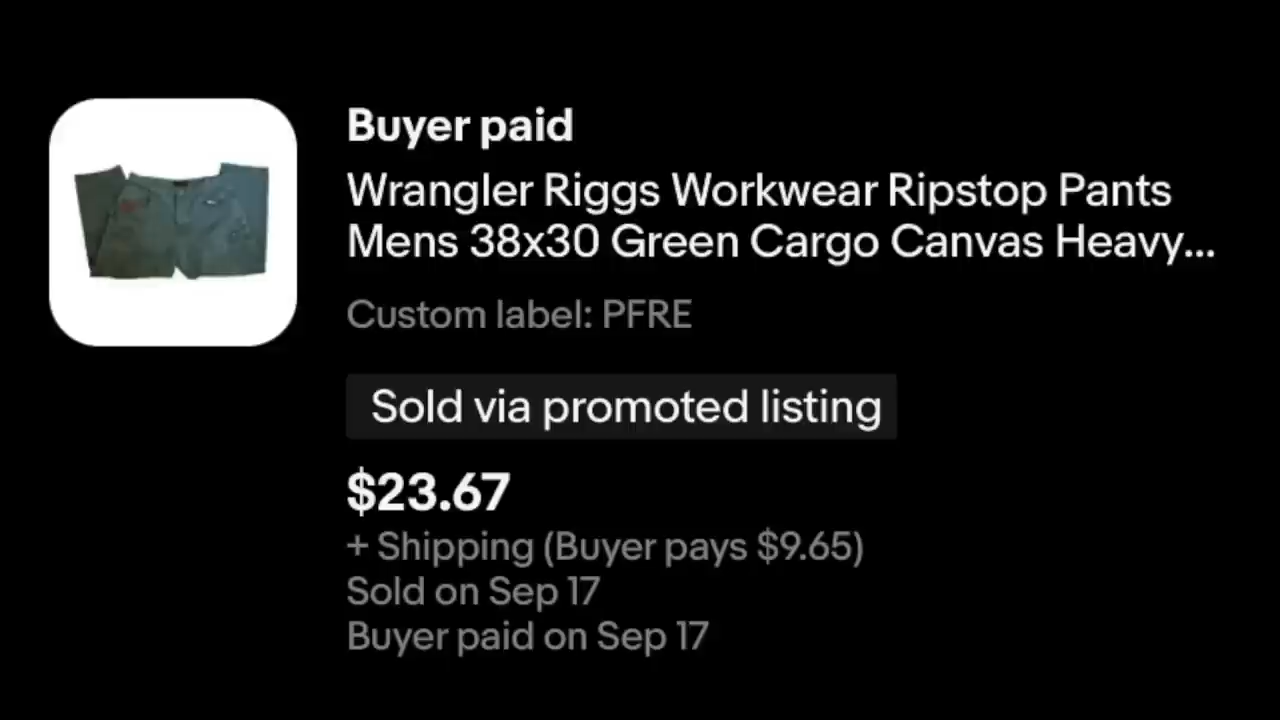 Buyer paid
Wrangler Riggs Workwear Ripstop Pants
Mens 38x30 Green Cargo Canvas Heavy...
Custom label: PFRE
Sold via promoted listing
$23.67
+ Shipping (Buyer pays $9.65)
Sold on Sep 17
Buyer paid on Sep 17